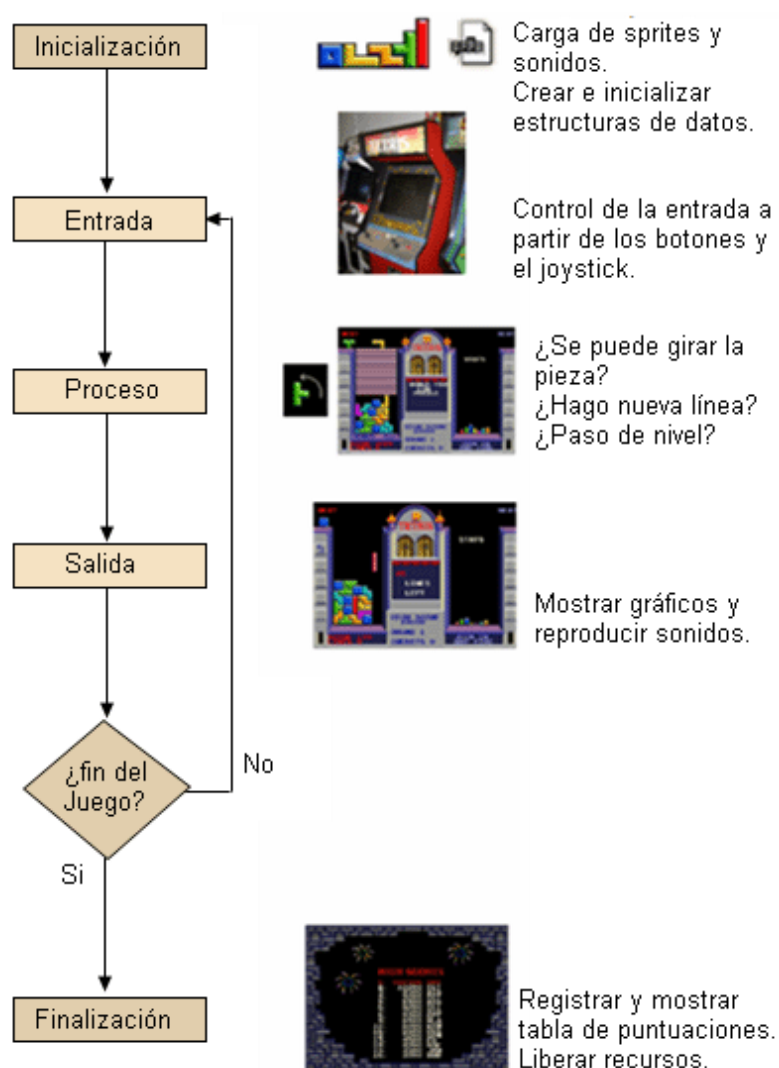 Inicialización
Carga de sprites y
sonidos.
Crear e inicializar
estructuras de datos.
Entrada
Control de la entrada a
partir de los botones y
el joystick.
Proceso
¿Se puede girar la
pieza?
¿Hago nueva línea?
¿Paso de nivel?
Salida
Mostrar gráficos y
reproducir sonidos.
¿fin del
Juego?
No
Si
Finalización
Registrar y mostrar
tabla de puntuaciones.
Liberar recursos.